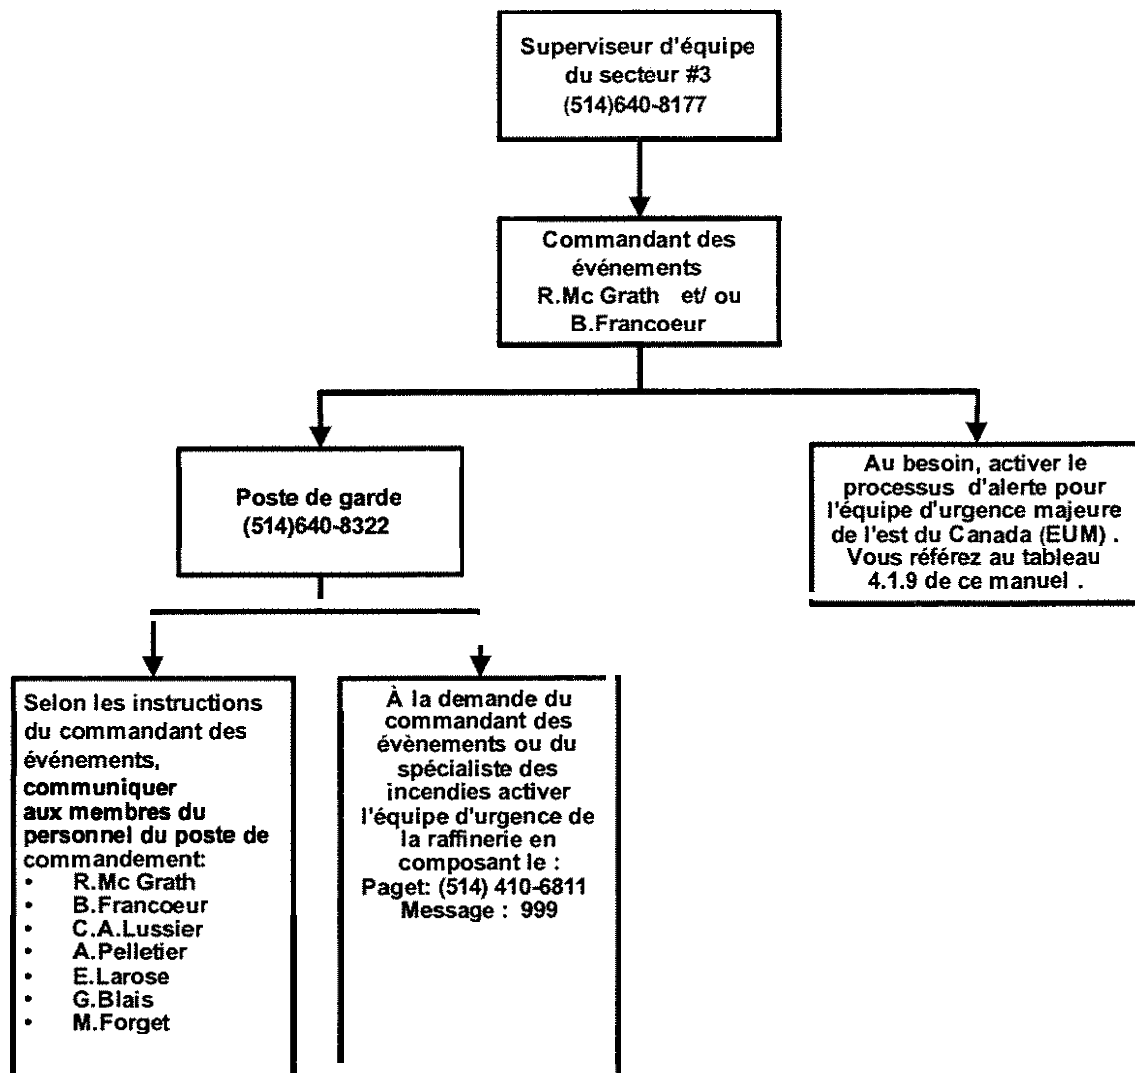 Superviseur d'équipe
du secteur #3
(514)640-8177
Commandant des
événements
R.Mc Grath et/ ou
B.Francoeur
Poste de garde
(514)640-8322
Au besoin, activer le
processus d'alerte pour
l'équipe d'urgence majeure
de l'est du Canada (EUM) .
Vous référez au tableau
4.1.9 de ce manuel .
Selon les instructions
du commandant des
événements,
communiquer
aux membres du
personnel du poste de
commandement:
• R.Mc Grath
• B.Francoeur
• C.A.Lussier
• A.Pelletier
• E.Larose
• G.Blais
• M.Forget
À la demande du
commandant des
évènements ou du
spécialiste des
incendies activer
l'équipe d'urgence de
la raffinerie en
composant le :
Paget: (514) 410-6811
Message : 999